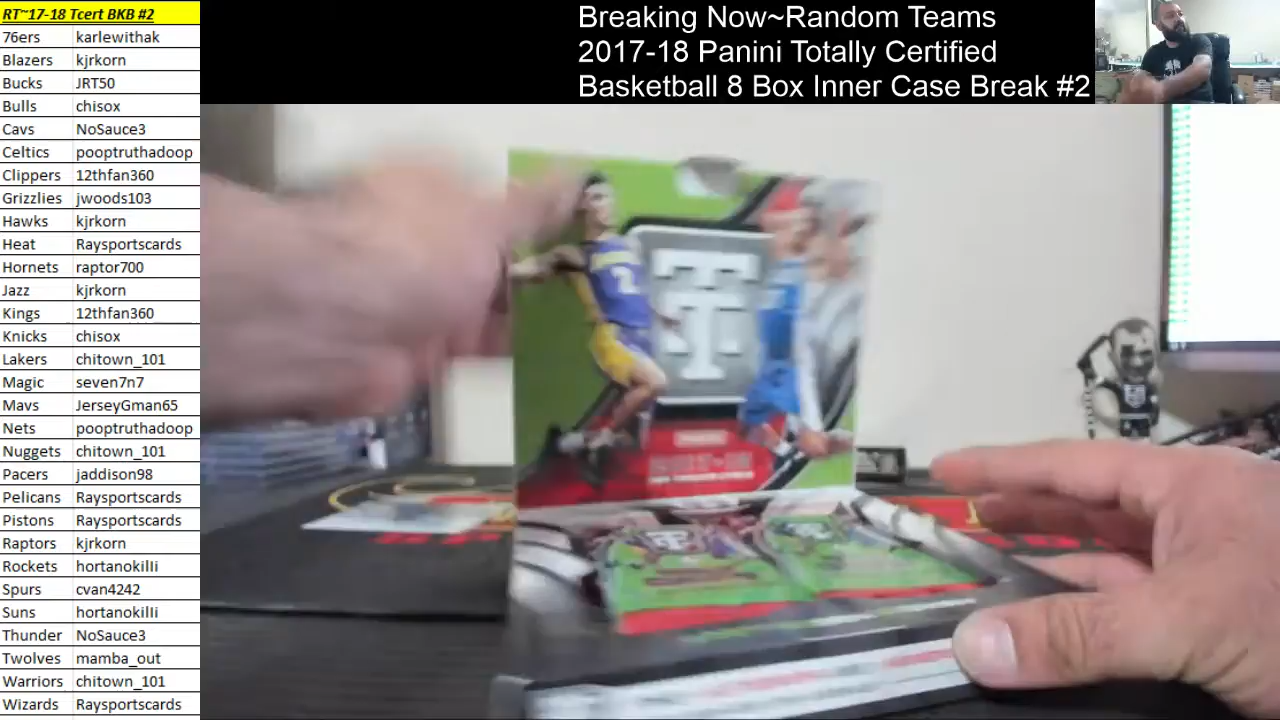 RT~17-18 Tcert BKB #2
76ers karlewithak
Blazers kjrkorn
Bucks JRT50
Bulls chisox
Cavs NoSauce3
Celtics pooptruthadoop
Clippers 12thfan360
Grizzlies jwoods103
Hawks kjrkorn
Heat Raysportscards
Hornets raptor700
Jazz kjrkorn
Kings 12thfan360
Knicks chisox
Lakers chitown_101
Magic seven7n7
Mavs JerseyGman65
Nets pooptruthadoop
Nuggets chitown_101
Pacers jaddison98
Pelicans Raysportscards
Pistons Raysportscards
Raptors kjrkorn
Rockets hortanokilli
Spurs cvan4242
Suns hortanokilli
Thunder NoSauce3
Twolves mamba_out
Warriors chitown_101
Wizards Raysportscards
Breaking Now~Random Teams
2017-18 Panini Totally Certified
Basketball 8 Box Inner Case Break #2